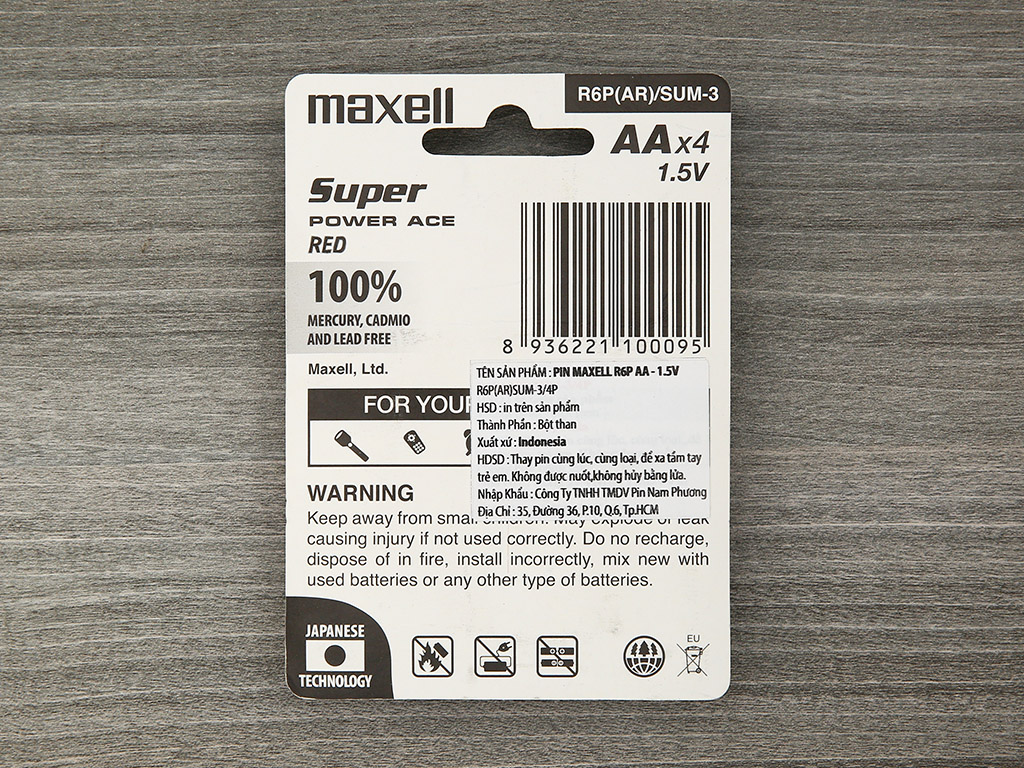 maxell
R6P(AR)/SUM-3
AA x4
1.5V
Super
POWER ACE
RED
100%
MERCURY, CADMIO
AND LEAD FREE
8 936221 100095
Maxell, Ltd.
TÊN SẢN PHẨM : PIN MAXELL R6P AA - 1.5V
R6P(AR)SUM-3/4P
HSD : in trên sản phẩm
Thành Phần : Bột than
Xuất xứ : Indonesia
HDSD : Thay pin cùng lúc, cùng loại, để xa tầm tay
trẻ em. Không được nuốt,không hủy bằng lửa.
Nhập Khẩu : Công Ty TNHH TMDV Pin Nam Phương
Địa Chỉ : 35, Đường 36, P.10, Q.6, Tp.HCM
FOR YOUR
WARNING
Keep away from small children. May explode or leak
causing injury if not used correctly. Do no recharge,
dispose of in fire, install incorrectly, mix new with
used batteries or any other type of batteries.
JAPANESE
TECHNOLOGY
EU